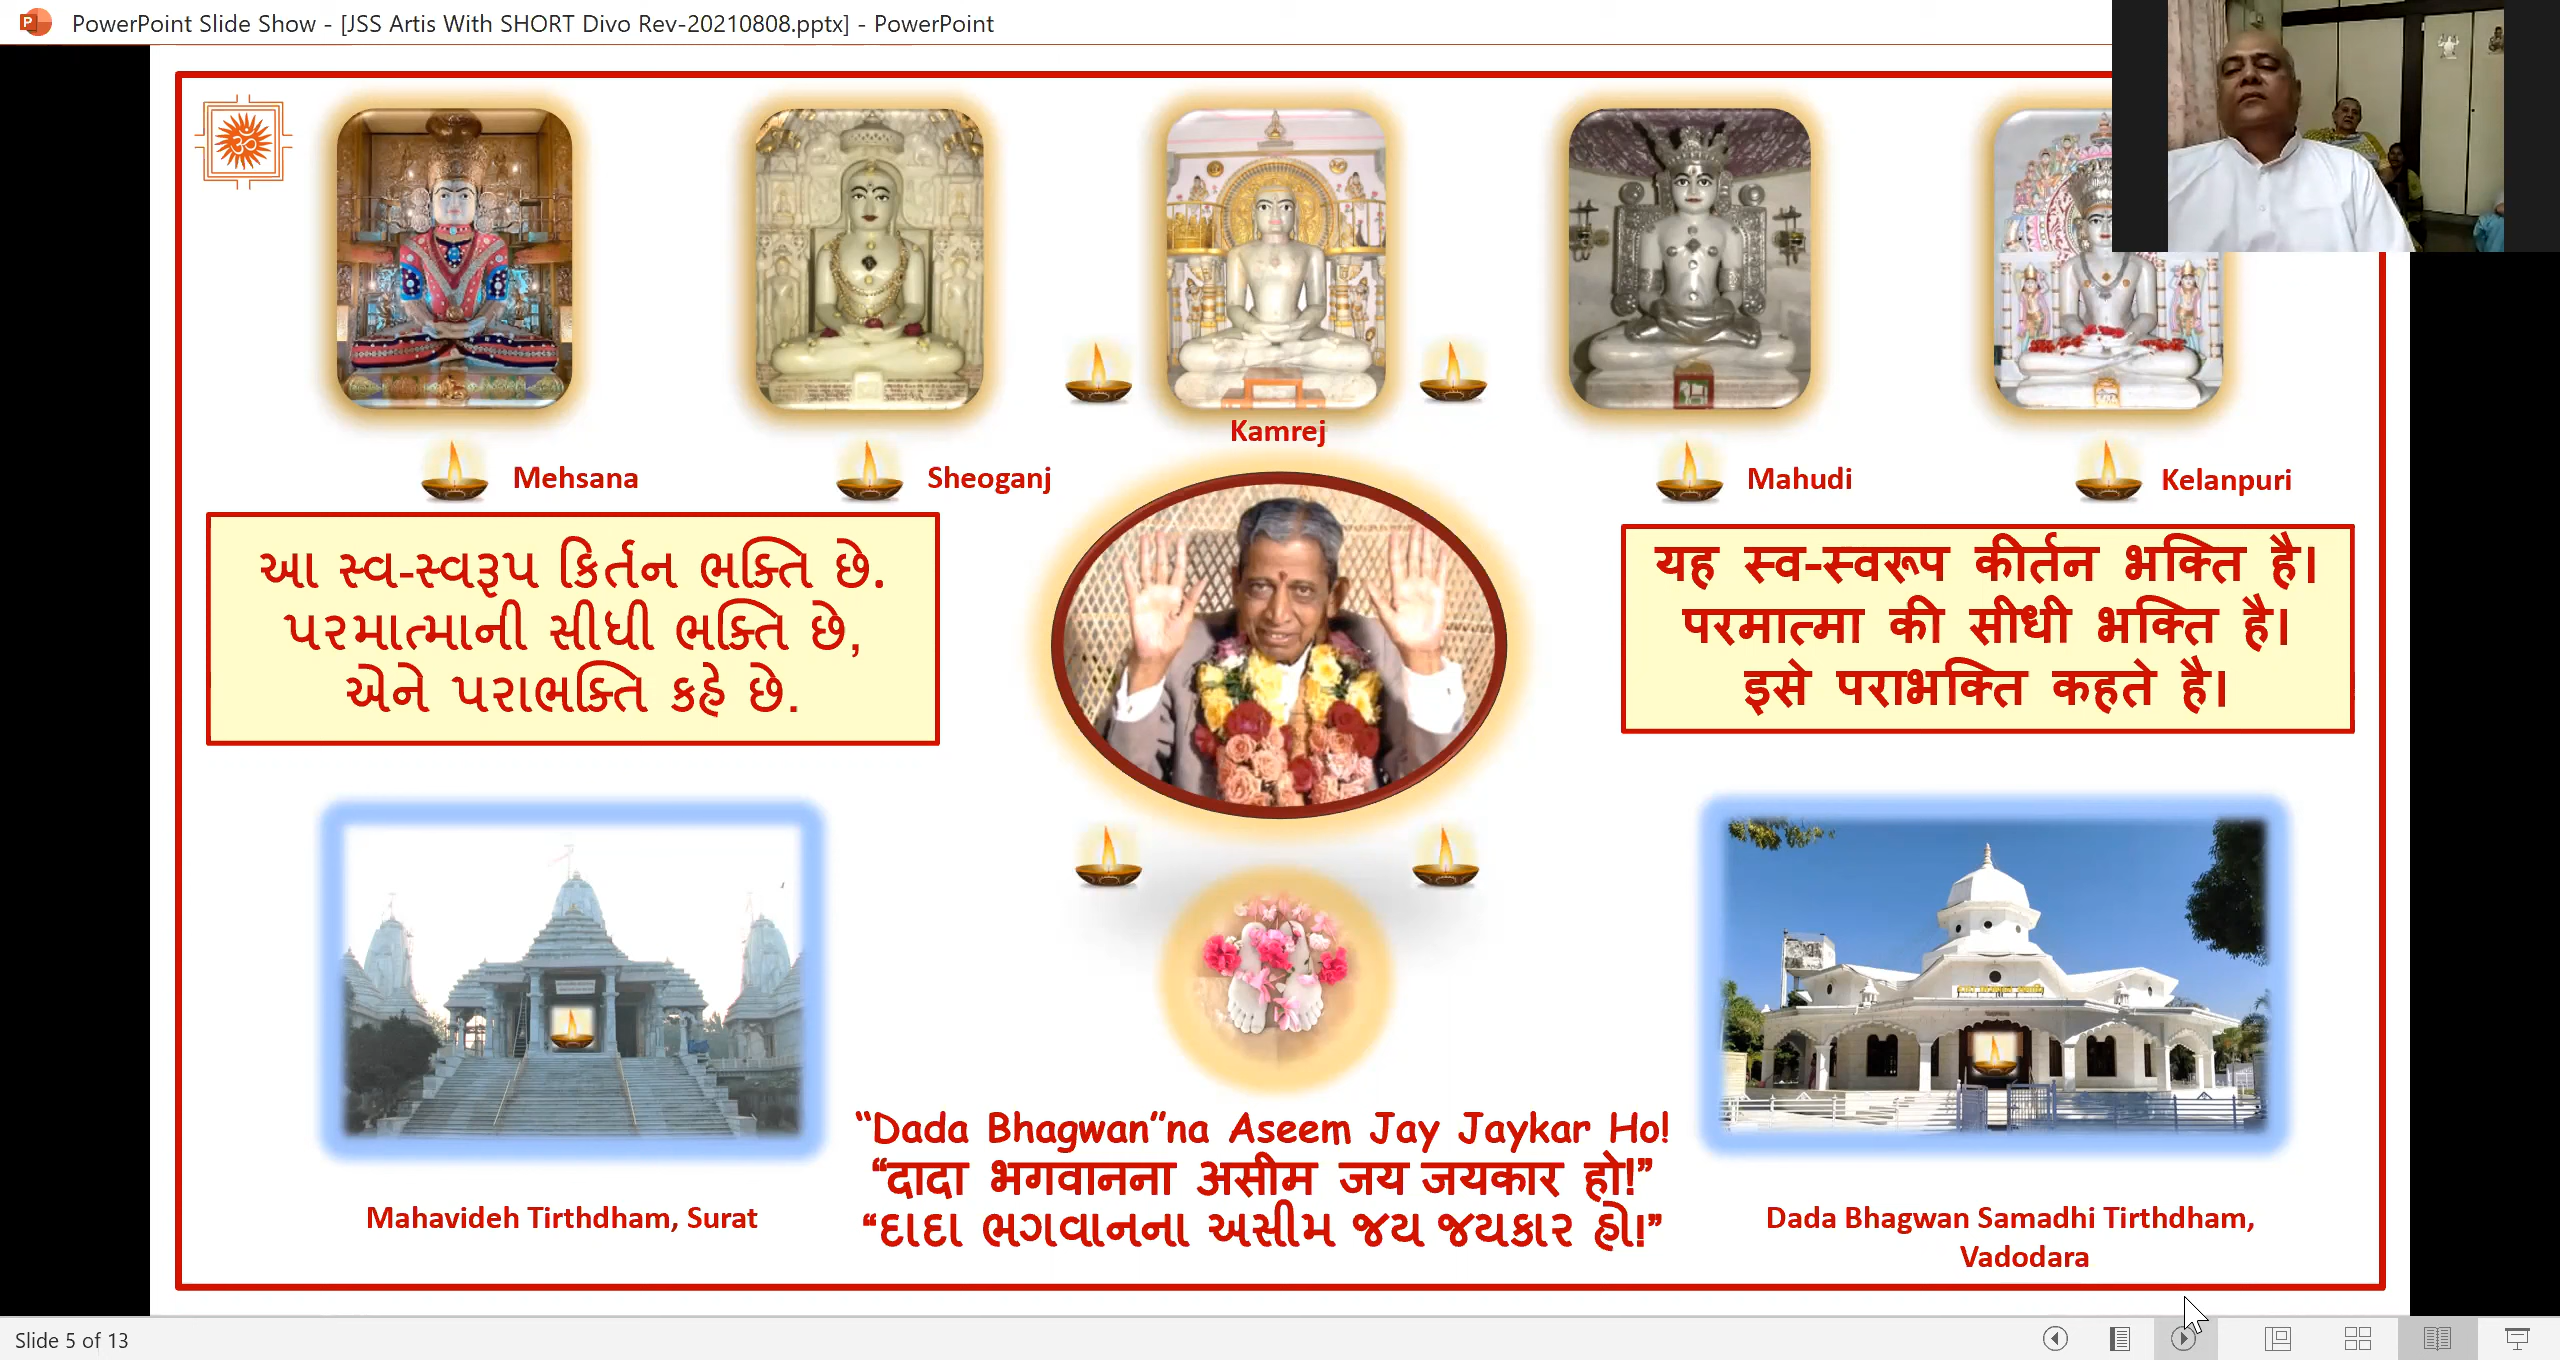 PowerPoint Slide Show - [JSS Artis With SHORT Divo Rev-20210808.pptx] - PowerPoint
Kamrej
Mehsana
Sheoganj
Mahudi
Kelanpuri
આ સ્વ-સ્વરૂપ કિર્તન ભક્તિ છે.
પરમાત્માની સીધી ભક્તિ છે,
એને પરાભક્તિ કહે છે.
यह स्व-स्वरूप कीर्तन भक्ति है।
परमात्मा की सीधी भक्ति है।
इसे पराभक्ति कहते है।
“Dada Bhagwan”na Aseem Jay Jaykar Ho!
“दादा भगवानना असीम जय जयकार हो!”
“દાદા ભગવાનના અસીમ જય જયકાર હો!”
Mahavideh Tirthdham, Surat
Dada Bhagwan Samadhi Tirthdham,
Vadodara
Slide 5 of 13